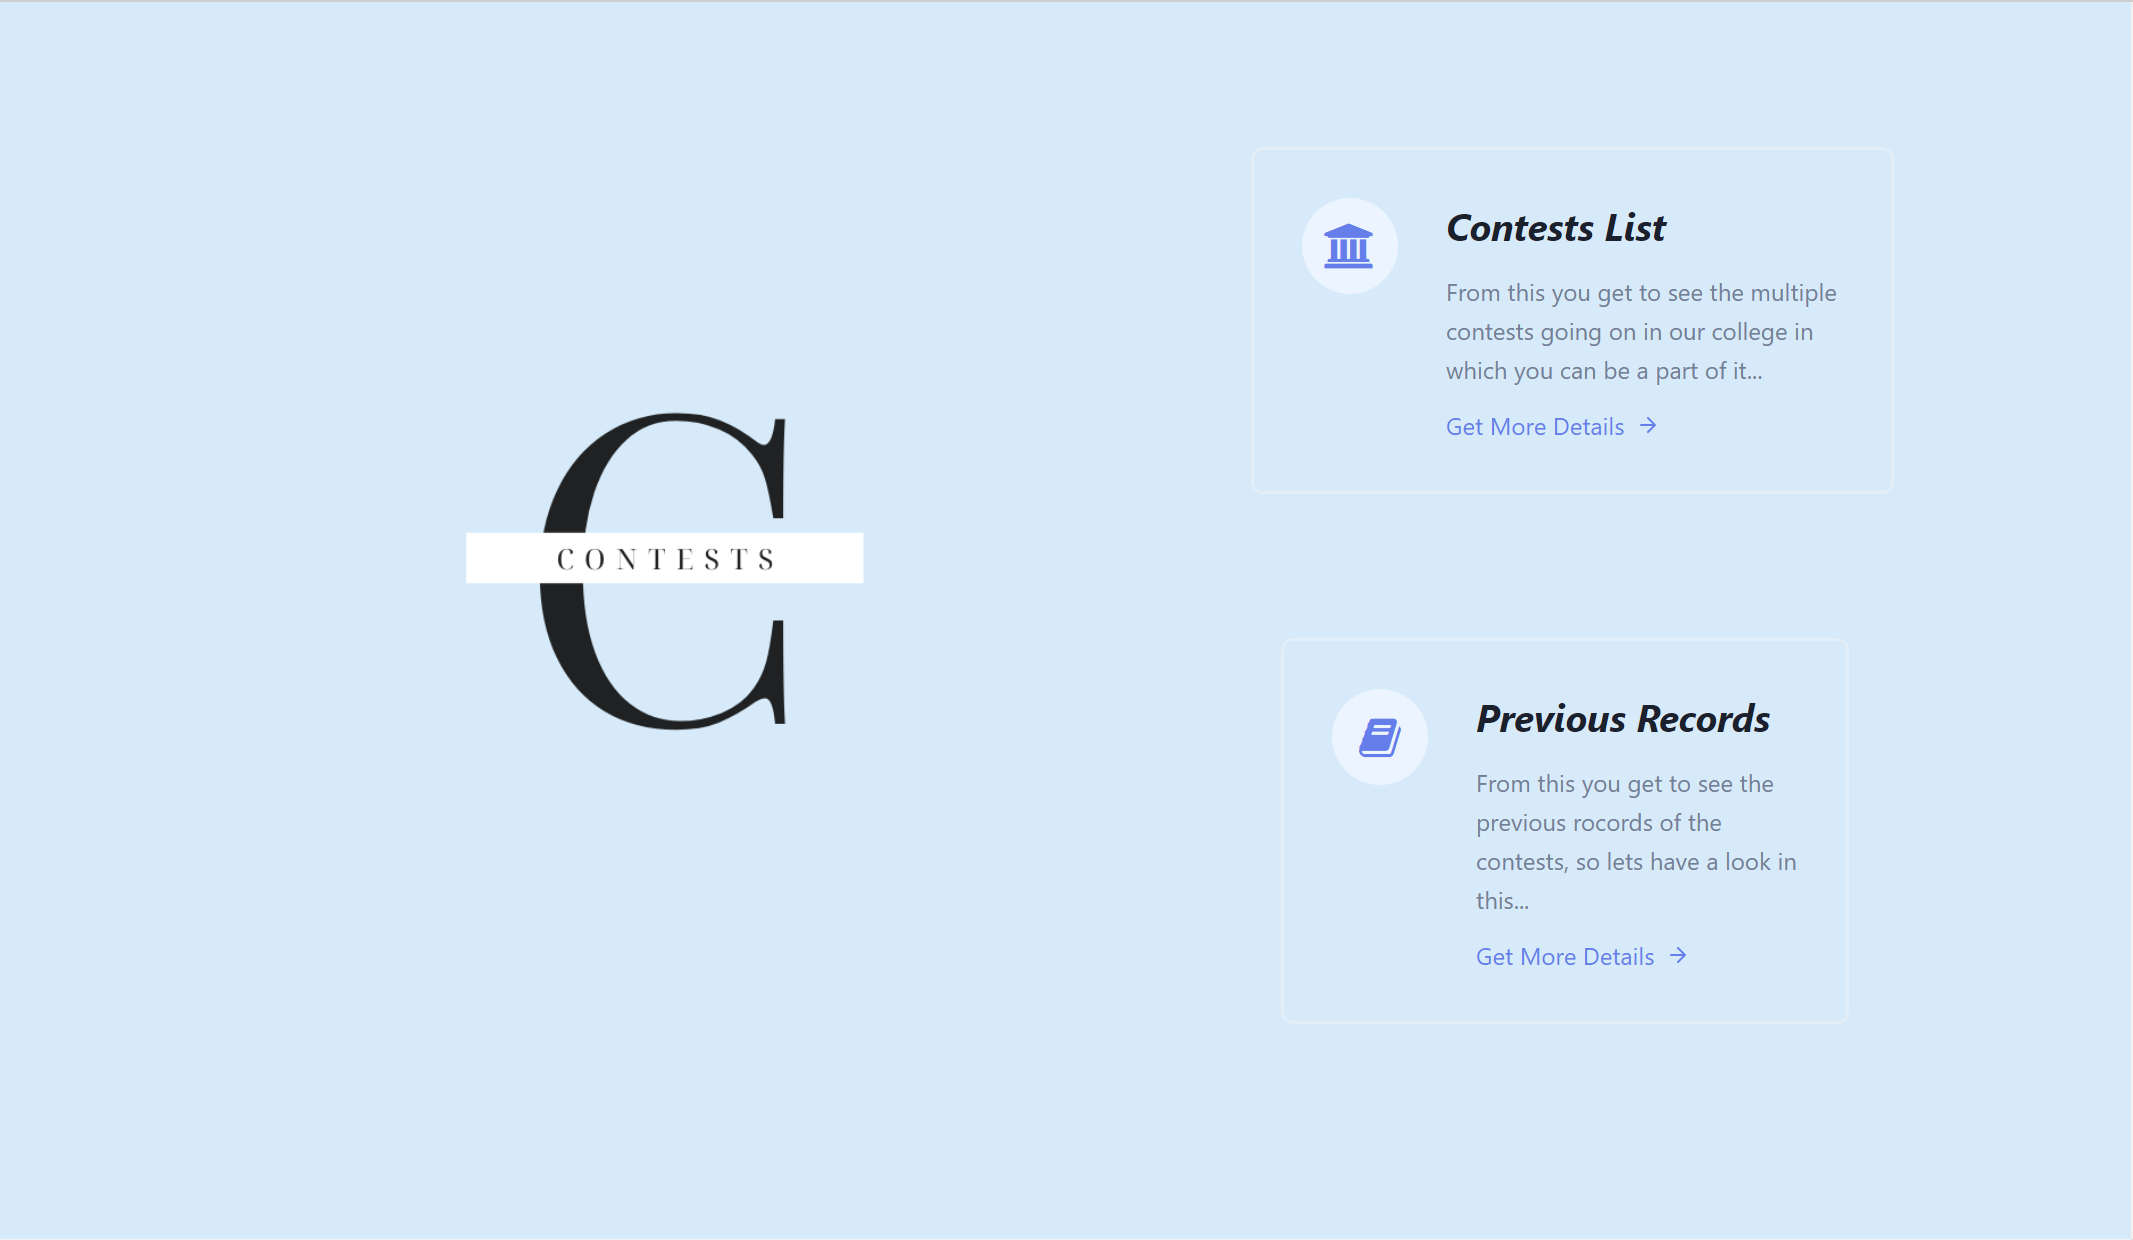 C
CONTESTS
Contests List
From this you get to see the multiple
contests going on in our college in
which you can be a part of it...
Get More Details →
Previous Records
From this you get to see the
previous rocords of the
contests, so lets have a look in
this...
Get More Details →